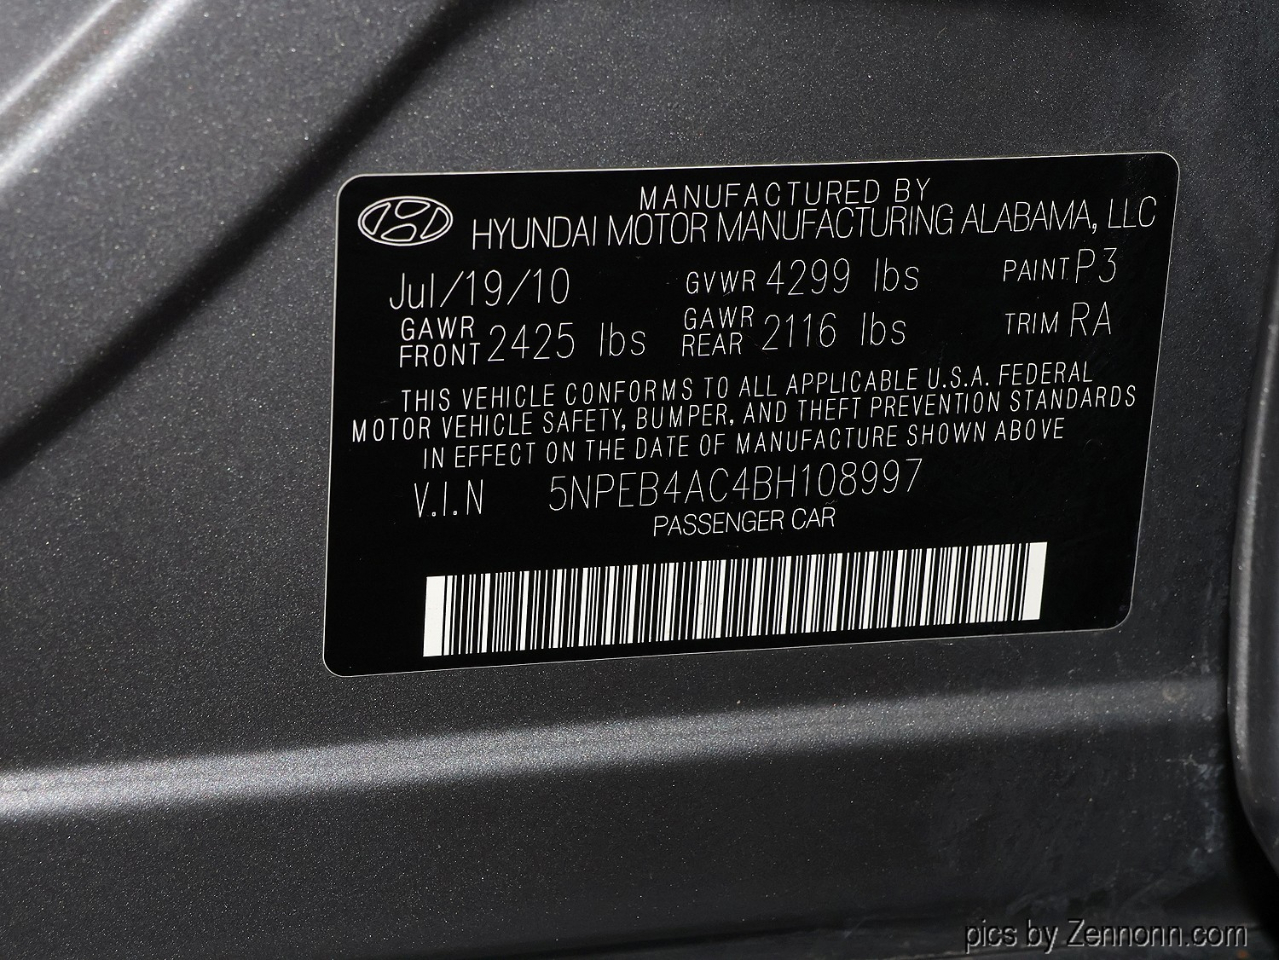 MANUFACTURED BY
HYUNDAI MOTOR MANUFACTURING ALABAMA, LLC
Jul/19/10 GVWR 4299 lbs PAINT P3
GAWR FRONT 2425 lbs GAWR REAR 2116 lbs TRIM RA
THIS VEHICLE CONFORMS TO ALL APPLICABLE U.S.A. FEDERAL
MOTOR VEHICLE SAFETY, BUMPER, AND THEFT PREVENTION STANDARDS
IN EFFECT ON THE DATE OF MANUFACTURE SHOWN ABOVE
V.I.N 5NPEB4AC4BH108997
PASSENGER CAR
pics by Zennonn.com